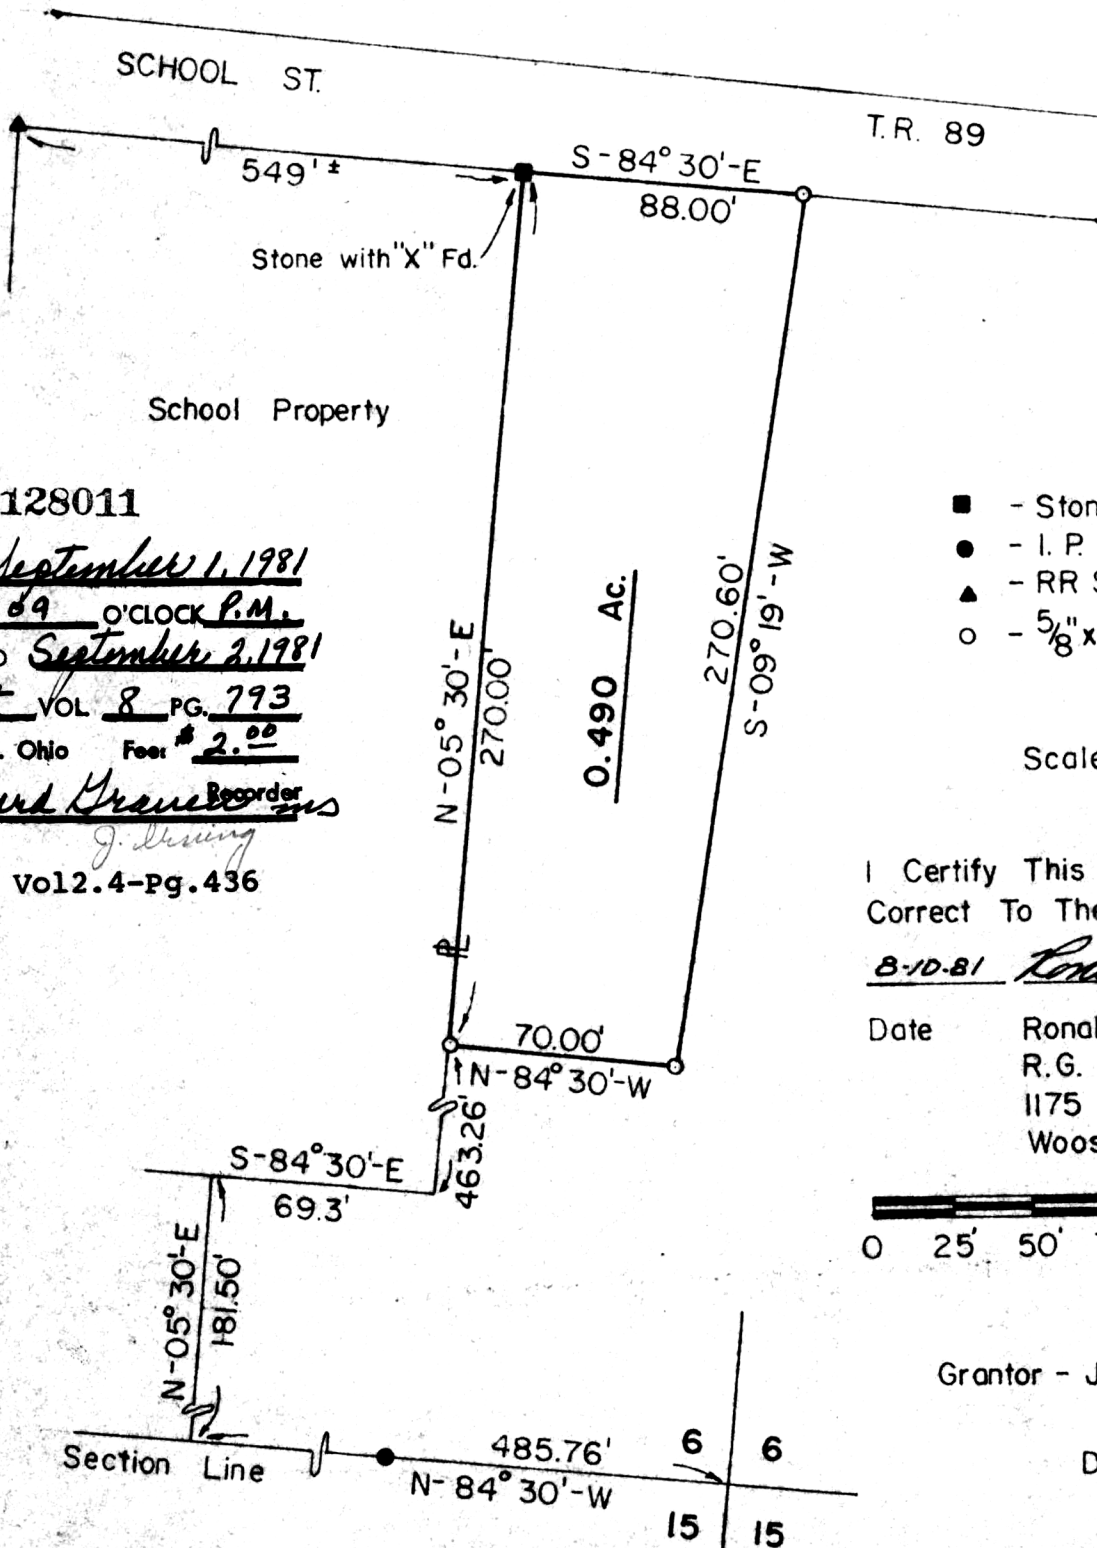 SCHOOL ST.
T.R. 89
549' ±
S-84° 30'-E
88.00'
Stone with "X" Fd.
School Property
128011
September 1, 1981
09 O'CLOCK P.M.
September 2, 1981
VOL 8 PG. 793
Ohio Fee: $ 2.00
Recorder
Vol2.4-Pg.436
N-05° 30'-E
270.00'
0.490 Ac.
270.60'
S-09° 19'-W
- Ston
- I. P.
- RR S
- 5/8" x
Scale
I Certify This
Correct To The
8-10-81
Date
Ronal
R.G.
1175
Woos
70.00'
N-84° 30'-W
463.26'
S-84° 30'-E
69.3'
N-05° 30'-E
181.50'
0 25' 50'
Grantor - J
D
Section Line
485.76'
N-84° 30'-W
6 6
15 15